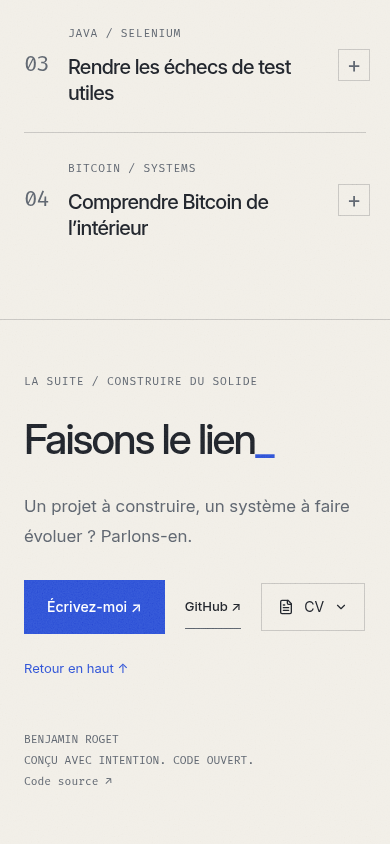 JAVA / SELENIUM
03
Rendre les échecs de test
utiles
+
BITCOIN / SYSTEMS
04
Comprendre Bitcoin de
l’intérieur
+
LA SUITE / CONSTRUIRE DU SOLIDE
Faisons le lien_
Un projet à construire, un système à faire
évoluer ? Parlons-en.
Écrivez-moi ↗ GitHub ↗ CV
Retour en haut ↑
BENJAMIN ROGET
CONÇU AVEC INTENTION. CODE OUVERT.
Code source ↗